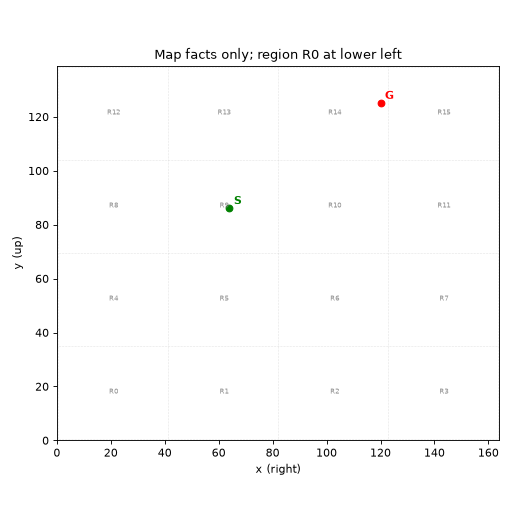 Map facts only; region R0 at lower left
G
R12 R13 R14 R15
120
100
S
R8 R9 R10 R11
80
y (up)
60
R4 R5 R6 R7
40
20
R0 R1 R2 R3
0
0 20 40 60 80 100 120 140 160
x (right)